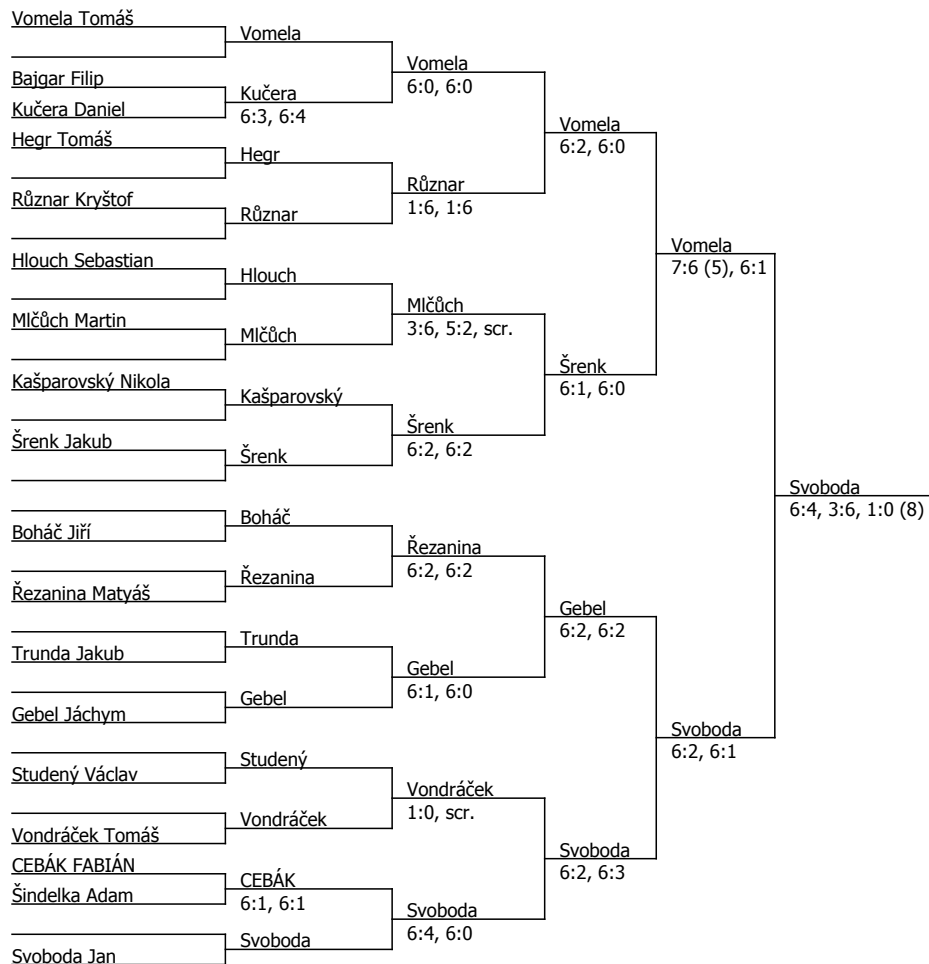 Vomela Tomáš
Bajgar Filip
Kučera Daniel
Hegr Tomáš
Různar Kryštof
Hlouch Sebastian
Mlčůch Martin
Kašparovský Nikola
Šrenk Jakub
Boháč Jiří
Řezanina Matyáš
Trunda Jakub
Gebel Jáchym
Studený Václav
Vondráček Tomáš
CEBÁK FABIÁN
Šindelka Adam
Svoboda Jan
Vomela
Kučera
6:3, 6:4
Hegr
Různar
Hlouch
Mlčůch
Kašparovský
Šrenk
Boháč
Řezanina
Trunda
Gebel
Studený
Vondráček
CEBÁK
6:1, 6:1
Svoboda
Vomela
6:0, 6:0
Různar
1:6, 1:6
Mlčůch
3:6, 5:2, scr.
Šrenk
6:2, 6:2
Řezanina
6:2, 6:2
Gebel
6:1, 6:0
Vondráček
1:0, scr.
Svoboda
6:4, 6:0
Vomela
6:2, 6:0
Šrenk
6:1, 6:0
Gebel
6:2, 6:2
Svoboda
6:2, 6:3
Vomela
7:6 (5), 6:1
Svoboda
6:2, 6:1
Svoboda
6:4, 3:6, 1:0 (8)